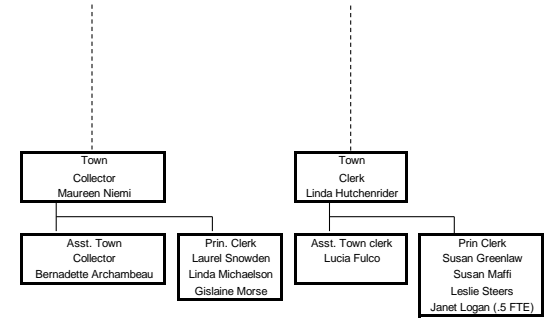 Town
Collector
Maureen Niemi
Town
Clerk
Linda Hutchenrider
Asst. Town
Collector
Bernadette Archambeau
Prin. Clerk
Laurel Snowden
Linda Michaelson
Gislaine Morse
Asst. Town clerk
Lucia Fulco
Prin Clerk
Susan Greenlaw
Susan Maffi
Leslie Steers
Janet Logan (.5 FTE)